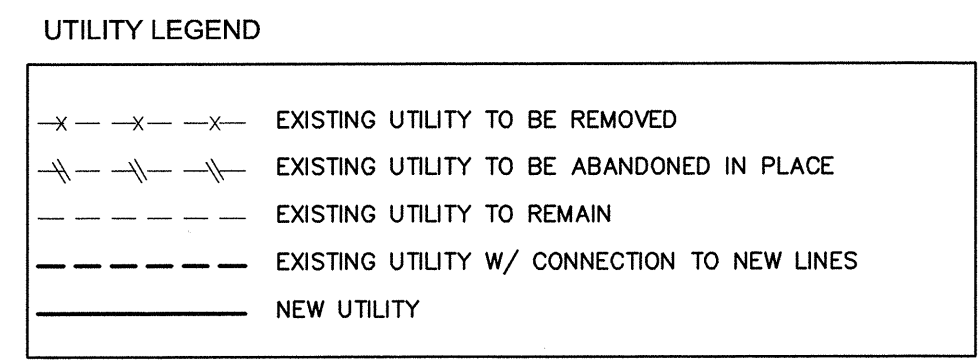 UTILITY LEGEND
EXISTING UTILITY TO BE REMOVED
EXISTING UTILITY TO BE ABANDONED IN PLACE
EXISTING UTILITY TO REMAIN
EXISTING UTILITY W/ CONNECTION TO NEW LINES
NEW UTILITY